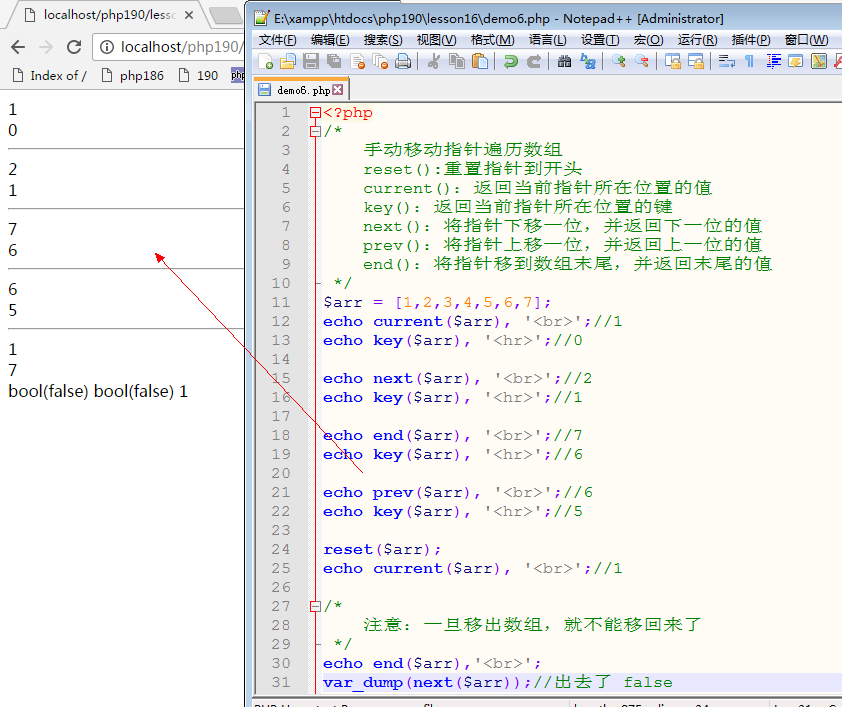 localhost/php190/lesso
localhost/php190/
Index of /
php186
190
php
1
0
2
1
7
6
6
5
1
7
bool(false) bool(false) 1
E:\xampp\htdocs\php190\lesson16\demo6.php - Notepad++ [Administrator]
文件(F) 编辑(E) 搜索(S) 视图(V) 格式(M) 语言(L) 设置(T) 宏(O) 运行(R) 插件(P) 窗口(W)
demo6.php
1 <?php
2 /*
3 手动移动指针遍历数组
4 reset():重置指针到开头
5 current(): 返回当前指针所在位置的值
6 key(): 返回当前指针所在位置的键
7 next(): 将指针下移一位, 并返回下一位的值
8 prev(): 将指针上移一位, 并返回上一位的值
9 end(): 将指针移到数组末尾, 并返回末尾的值
10 */
11 $arr = [1,2,3,4,5,6,7];
12 echo current($arr), '<br>';//1
13 echo key($arr), '<hr>';//0
14
15 echo next($arr), '<br>';//2
16 echo key($arr), '<hr>';//1
17
18 echo end($arr), '<br>';//7
19 echo key($arr), '<hr>';//6
20
21 echo prev($arr), '<br>';//6
22 echo key($arr), '<hr>';//5
23
24 reset($arr);
25 echo current($arr), '<br>';//1
26
27 /*
28 注意: 一旦移出数组, 就不能移回来了
29 */
30 echo end($arr),'<br>';
31 var_dump(next($arr));//出去了 false